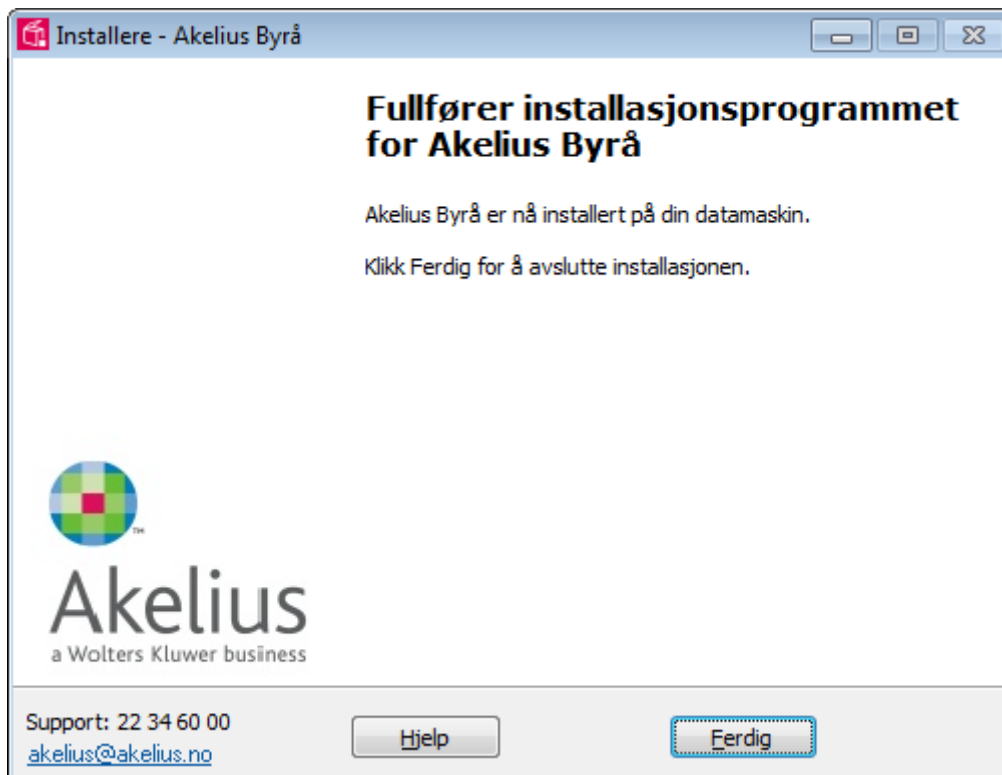 Installere - Akelius Byrå
Fullfører installasjonsprogrammet
for Akelius Byrå
Akelius Byrå er nå installert på din datamaskin.
Klikk Ferdig for å avslutte installasjonen.
TM
Akelius
a Wolters Kluwer business
Support: 22 34 60 00
akelius@akelius.no
Hjelp
Ferdig